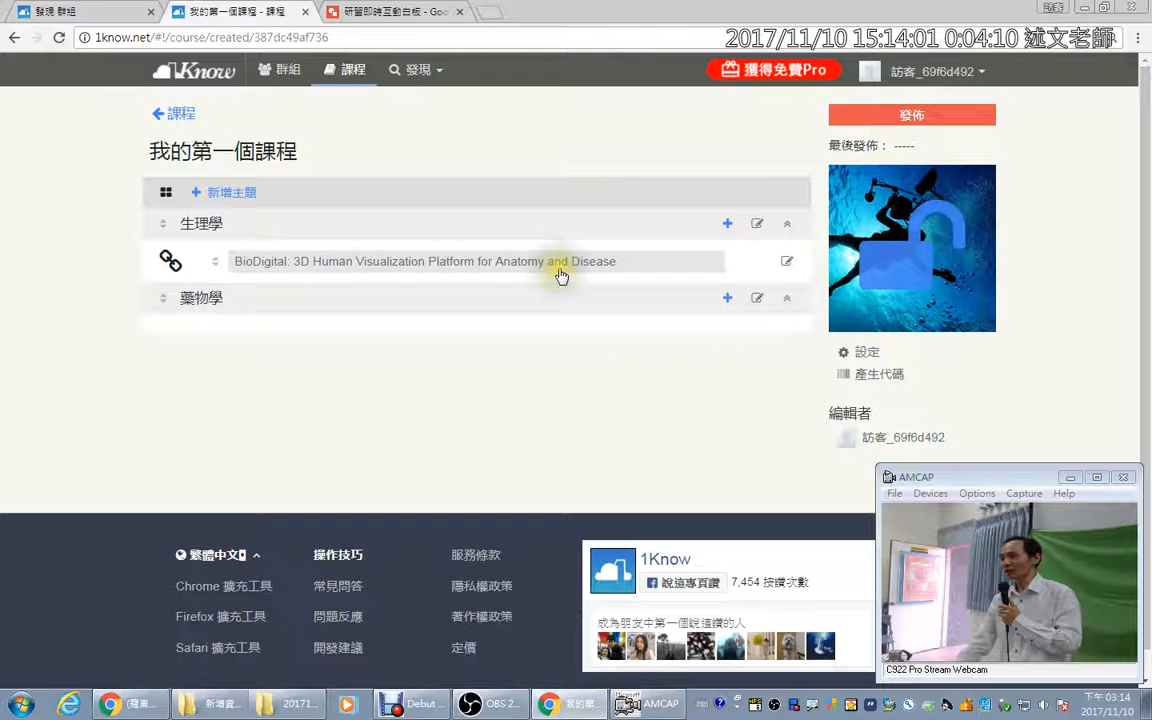 發現 群組
我的第一個課程 - 課程
研習即時互動白板 - Goo
1know.net/#!/course/created/387dc49af736
2017/11/10 15:14:01 0:04:10 述文老師
1Know
群組
課程
發現
獲得免費Pro
訪客_69f6d492
課程
發佈
我的第一個課程
最後發佈： -----
新增主題
生理學
BioDigital: 3D Human Visualization Platform for Anatomy and Disease
藥物學
設定
產生代碼
編輯者
訪客_69f6d492
AMCAP
File Devices Options Capture Help
繁體中文
操作技巧
服務條款
Chrome 擴充工具
常見問答
隱私權政策
Firefox 擴充工具
問題反應
著作權政策
Safari 擴充工具
開發建議
定價
1Know
說這專頁讚
7,454 按讚次數
成為朋友中第一個說這讚的人
C922 Pro Stream Webcam
新增資...
20171...
Debut ...
OBS 2...
我的第...
AMCAP
下午 03:14
2017/11/10